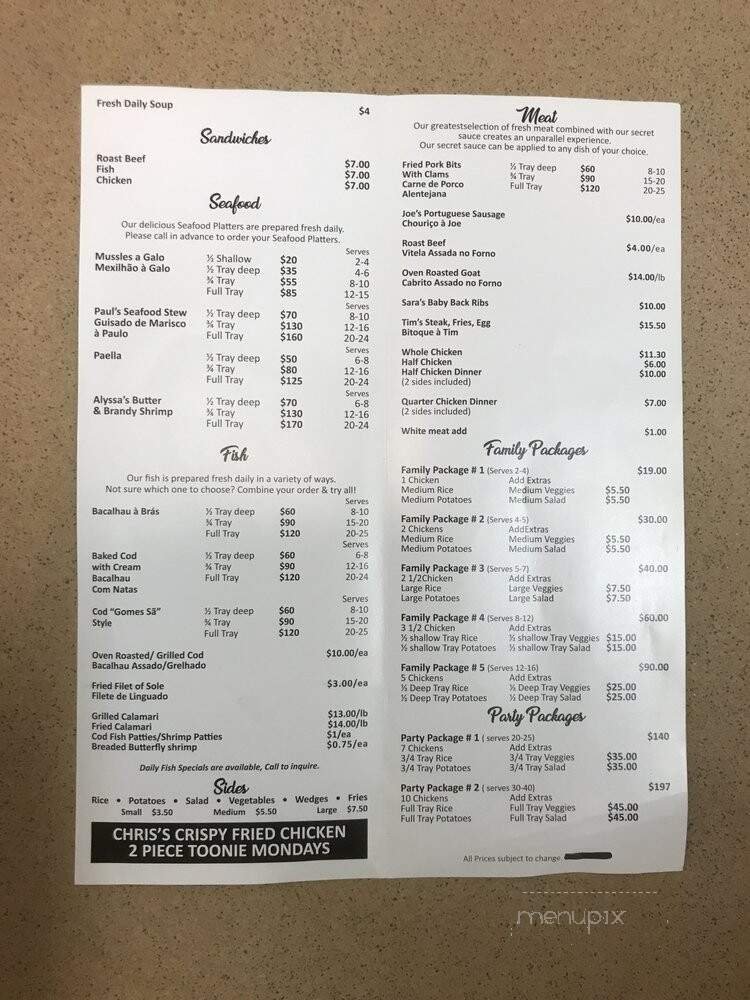 Fresh Daily Soup $4
Sandwiches
Roast Beef $7.00
Fish $7.00
Chicken $7.00
Seafood
Our delicious Seafood Platters are prepared fresh daily.
Please call in advance to order your Seafood Platters.
Serves
Mussles a Galo ½ Shallow $20 2-4
Mexilhão à Galo ½ Tray deep $35 4-6
¾ Tray $55 8-10
Full Tray $85 12-15
Serves
Paul's Seafood Stew ½ Tray deep $70 8-10
Guisado de Marisco ¾ Tray $130 12-16
à Paulo Full Tray $160 20-24
Serves
Paella ½ Tray deep $50 6-8
¾ Tray $80 12-16
Full Tray $125 20-24
Serves
Alyssa's Butter ½ Tray deep $70 6-8
& Brandy Shrimp ¾ Tray $130 12-16
Full Tray $170 20-24
Fish
Our fish is prepared fresh daily in a variety of ways.
Not sure which one to choose? Combine your order & try all!
Serves
Bacalhau à Brás ½ Tray deep $60 8-10
¾ Tray $90 15-20
Full Tray $120 20-25
Serves
Baked Cod ½ Tray deep $60 6-8
with Cream ¾ Tray $90 12-16
Bacalhau Full Tray $120 20-24
Com Natas
Serves
Cod "Gomes Sã" ½ Tray deep $60 8-10
Style ¾ Tray $90 15-20
Full Tray $120 20-25
Oven Roasted/ Grilled Cod $10.00/ea
Bacalhau Assado/Grelhado
Fried Filet of Sole $3.00/ea
Filete de Linguado
Grilled Calamari $13.00/lb
Fried Calamari $14.00/lb
Cod Fish Patties/Shrimp Patties $1/ea
Breaded Butterfly shrimp $0.75/ea
Daily Fish Specials are available, Call to inquire.
Sides
Rice • Potatoes • Salad • Vegetables • Wedges • Fries
Small $3.50 Medium $5.50 Large $7.50
CHRIS'S CRISPY FRIED CHICKEN
2 PIECE TOONIE MONDAYS
Meat
Our greatestselection of fresh meat combined with our secret
sauce creates an unparallel experience.
Our secret sauce can be applied to any dish of your choice.
Fried Pork Bits ½ Tray deep $60 8-10
With Clams ¾ Tray $90 15-20
Carne de Porco Full Tray $120 20-25
Alentejana
Joe's Portuguese Sausage $10.00/ea
Chouriço à Joe
Roast Beef $4.00/ea
Vitela Assada no Forno
Oven Roasted Goat $14.00/lb
Cabrito Assado no Forno
Sara's Baby Back Ribs $10.00
Tim's Steak, Fries, Egg $15.50
Bitoque à Tim
Whole Chicken $11.30
Half Chicken $6.00
Half Chicken Dinner $10.00
(2 sides included)
Quarter Chicken Dinner $7.00
(2 sides included)
White meat add $1.00
Family Packages
Family Package # 1 (Serves 2-4) $19.00
1 Chicken Add Extras
Medium Rice Medium Veggies $5.50
Medium Potatoes Medium Salad $5.50
Family Package # 2 (Serves 4-5) $30.00
2 Chickens AddExtras
Medium Rice Medium Veggies $5.50
Medium Potatoes Medium Salad $5.50
Family Package # 3 (Serves 5-7) $40.00
2 1/2Chicken Add Extras
Large Rice Large Veggies $7.50
Large Potatoes Large Salad $7.50
Family Package # 4 (Serves 8-12) $60.00
3 1/2 Chicken Add Extras
½ shallow Tray Rice ½ shallow Tray Veggies $15.00
½ shallow Tray Potatoes ½ shallow Tray Salad $15.00
Family Package # 5 (Serves 12-16) $90.00
5 Chicken Add Extras
½ Deep Tray Rice ½ Deep Tray Veggies $25.00
½ Deep Tray Potatoes ½ Deep Tray Salad $25.00
Party Packages
Party Package # 1 ( serves 20-25) $140
7 Chickens Add Extras
3/4 Tray Rice 3/4 Tray Veggies $35.00
3/4 Tray Potatoes 3/4 Tray Salad $35.00
Party Package # 2 ( serves 30-40) $197
10 Chickens Add Extras
Full Tray Rice Full Tray Veggies $45.00
Full Tray Potatoes Full Tray Salad $45.00
All Prices subject to change.
menupix